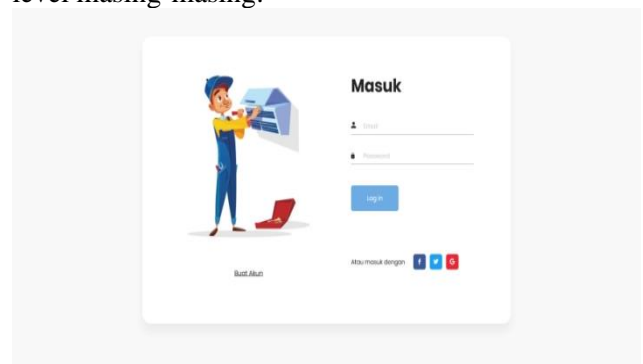 level masing-masing.
Masuk
Email
Password
Log in
Atau masuk dengan
f
G
Buat Akun